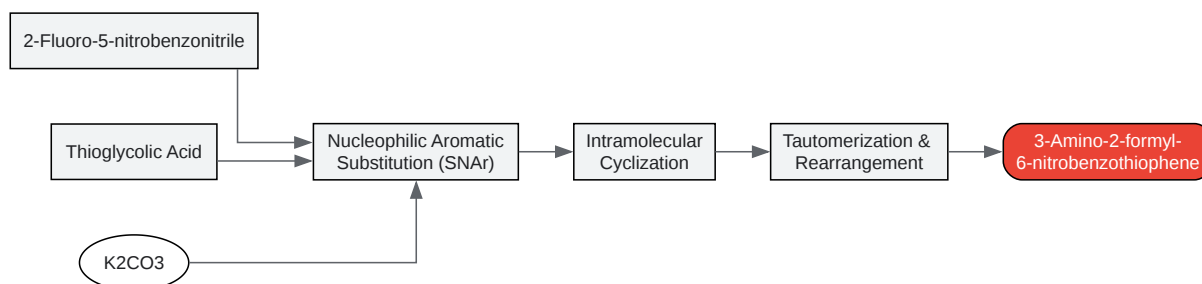 2-Fluoro-5-nitrobenzonitrile
Thioglycolic Acid
K2CO3
Nucleophilic Aromatic
Substitution (SNAr)
Intramolecular
Cyclization
Tautomerization &
Rearrangement
3-Amino-2-formyl-
6-nitrobenzothiophene